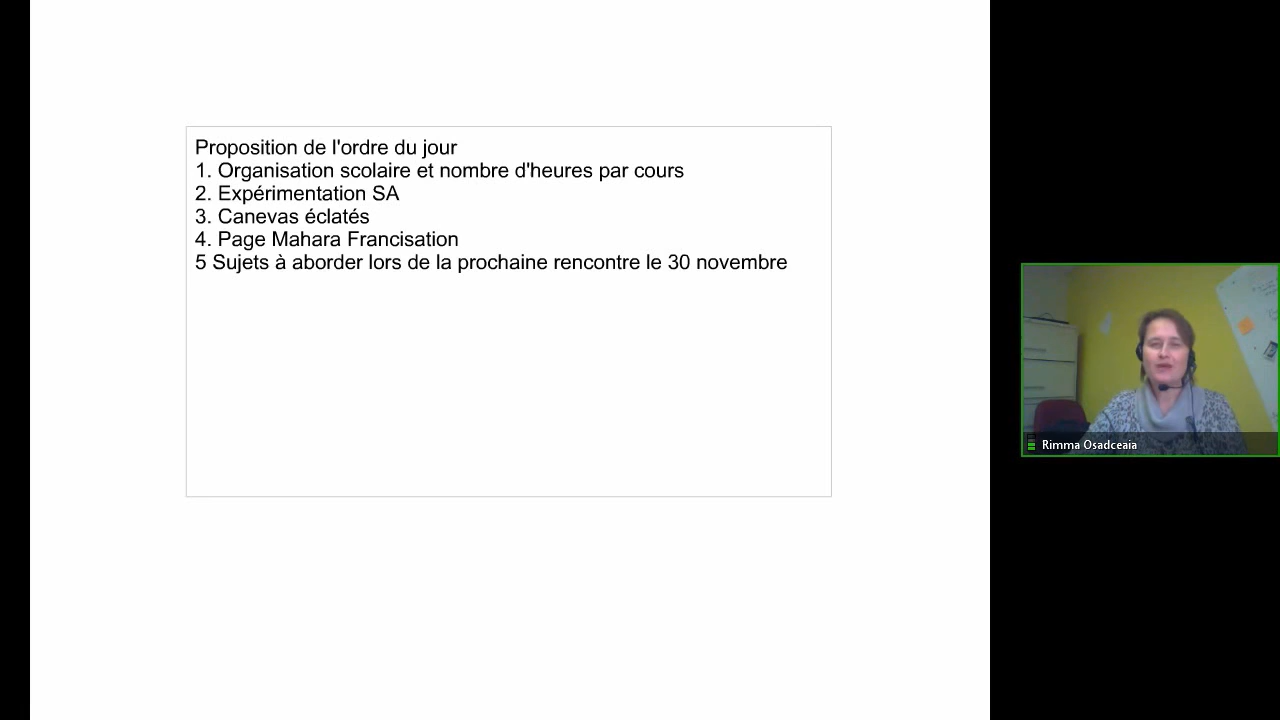 Proposition de l'ordre du jour
1. Organisation scolaire et nombre d'heures par cours
2. Expérimentation SA
3. Canevas éclatés
4. Page Mahara Francisation
5 Sujets à aborder lors de la prochaine rencontre le 30 novembre
Rimma Osadceaia